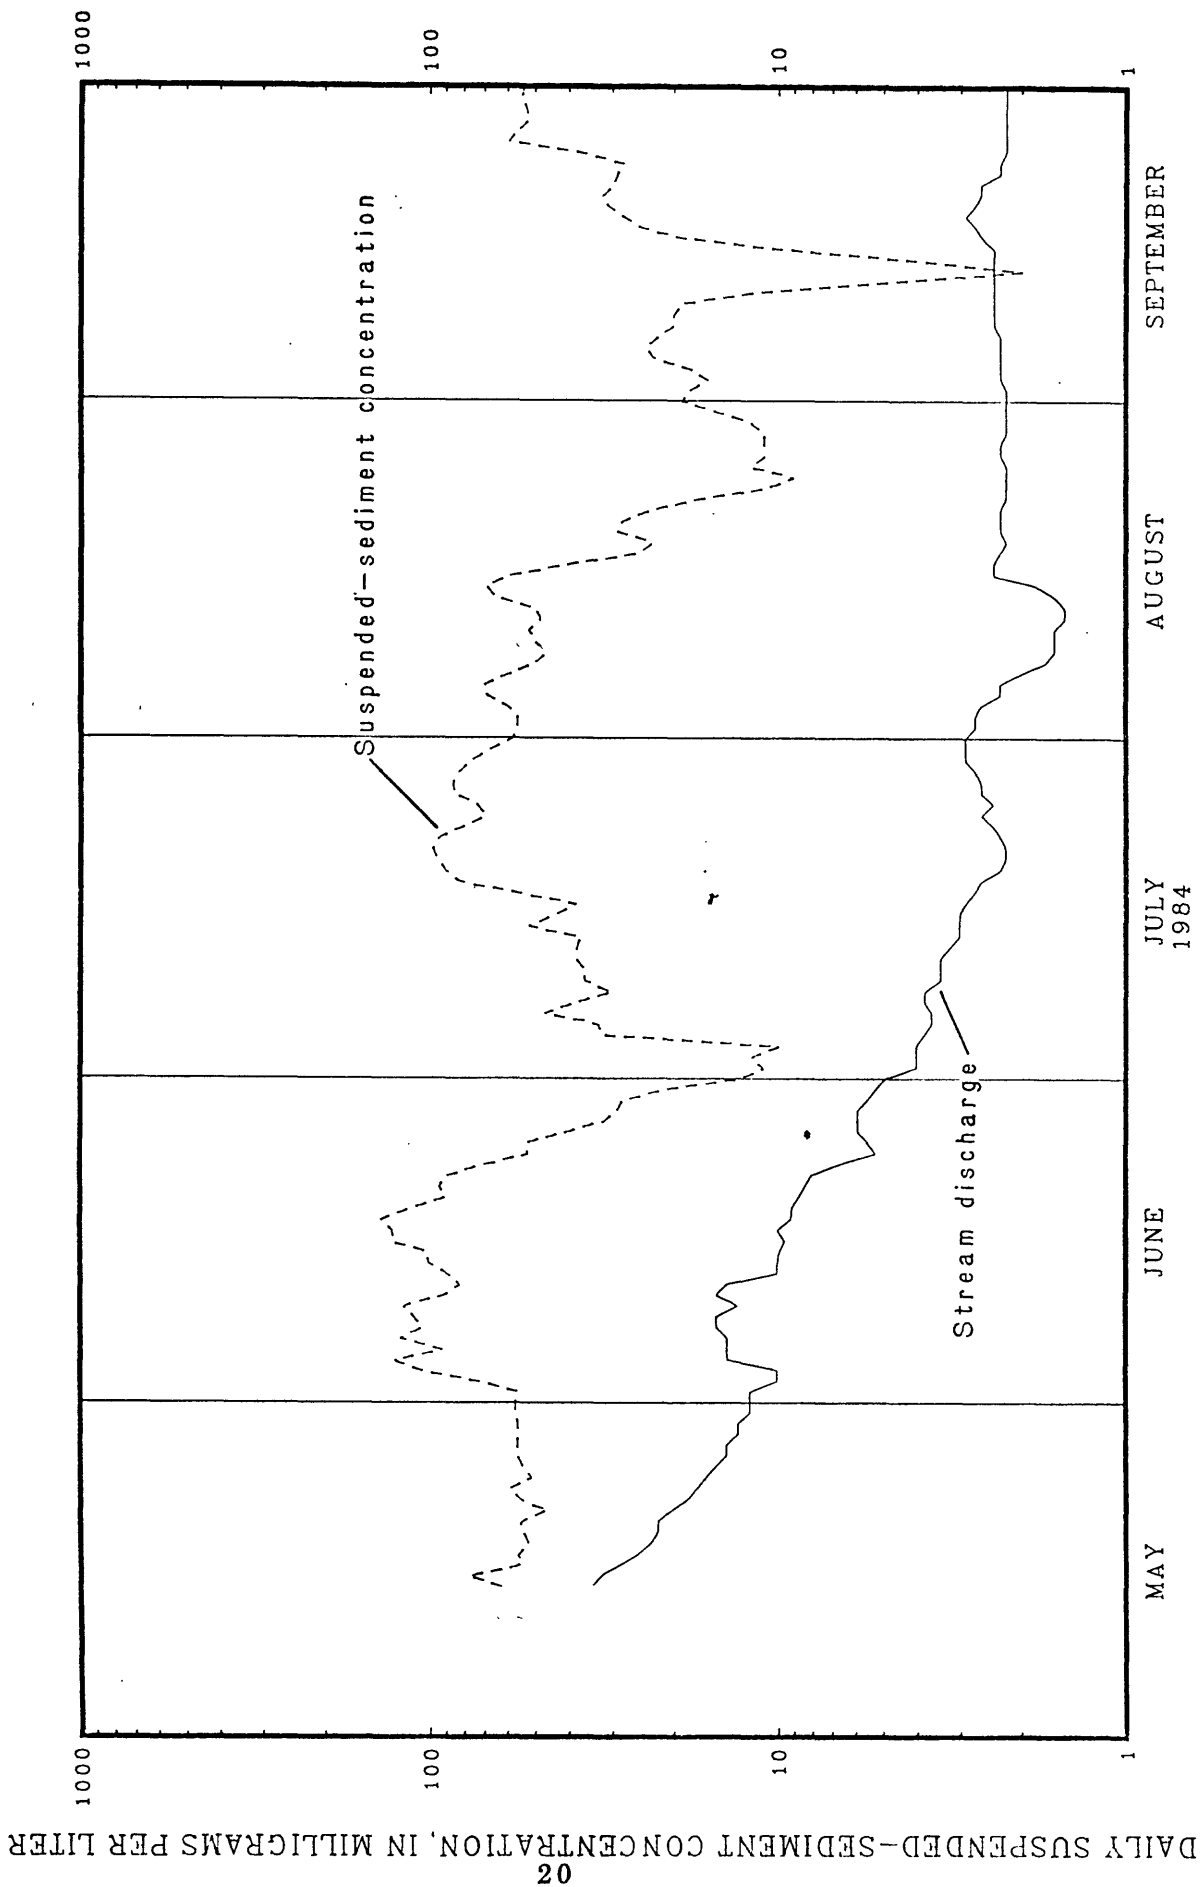 DAILY SUSPENDED-SEDIMENT CONCENTRATION, IN MILLIGRAMS PER LITER
1000
100
10
1
1000
100
10
1
Suspended-sediment concentration
Stream discharge
MAY
JUNE
JULY
AUGUST
SEPTEMBER
1984
20